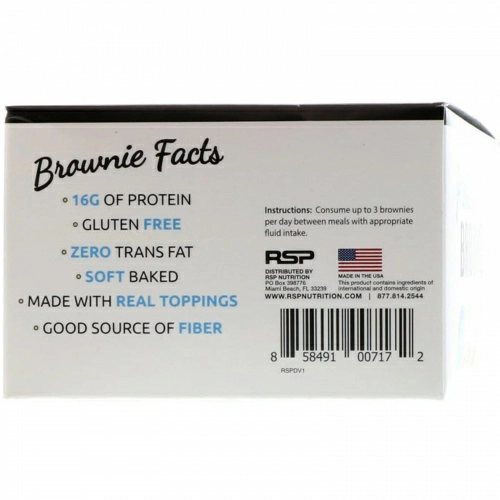 Brownie Facts
16G OF PROTEIN
GLUTEN FREE
ZERO TRANS FAT
SOFT BAKED
MADE WITH REAL TOPPINGS
GOOD SOURCE OF FIBER
Instructions: Consume up to 3 brownies
per day between meals with appropriate
fluid intake.
RSP
DISTRIBUTED BY
RSP NUTRITION
PO Box 398776
Miami Beach, FL 33239
MADE IN THE USA
This product contains ingredients of
international and domestic origin
WWW.RSPNUTRITION.COM | 877.814.2544
8 58491 00717 2
RSPDV1